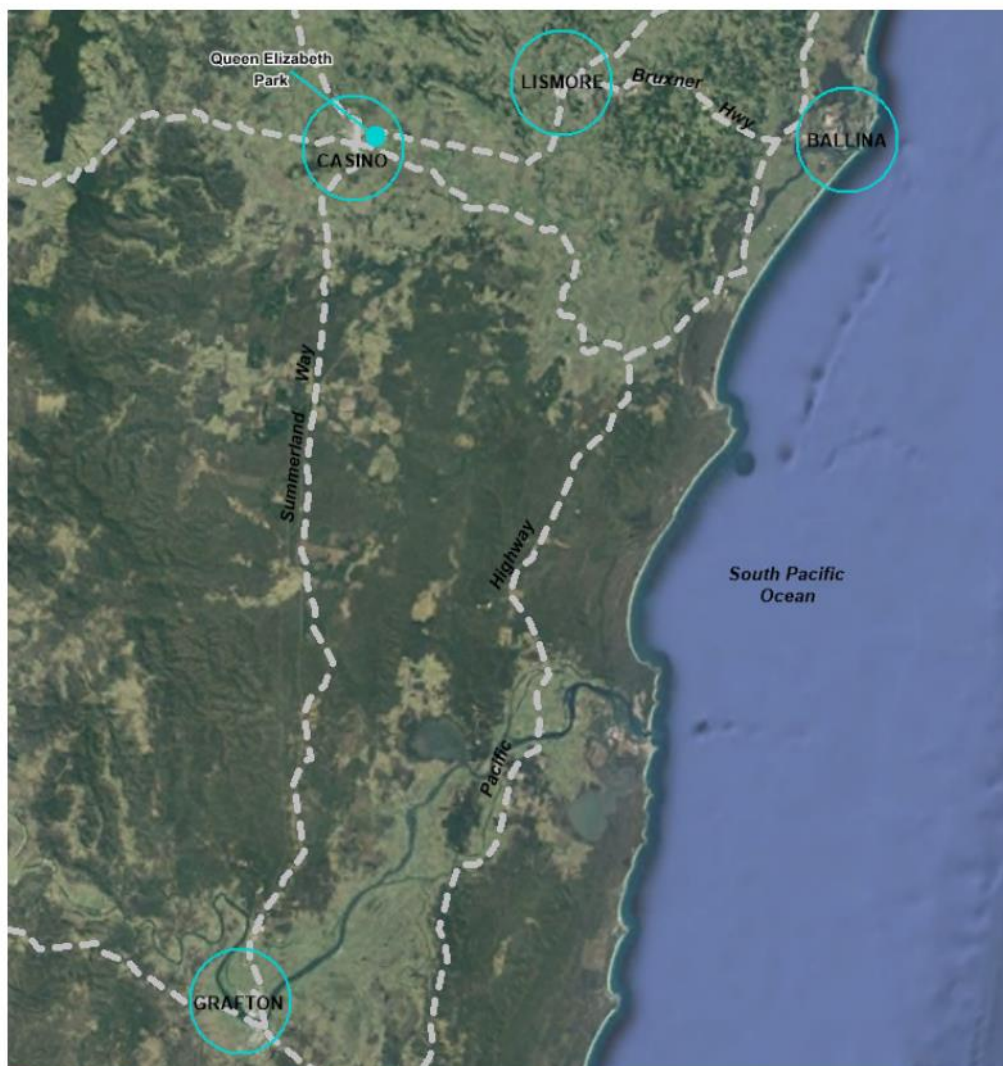 Queen Elizabeth
Park
LISMORE
Bruxner
Hwy
CASINO
BALLINA
Summerland Way
Highway
South Pacific
Ocean
Pacific
GRAFTON